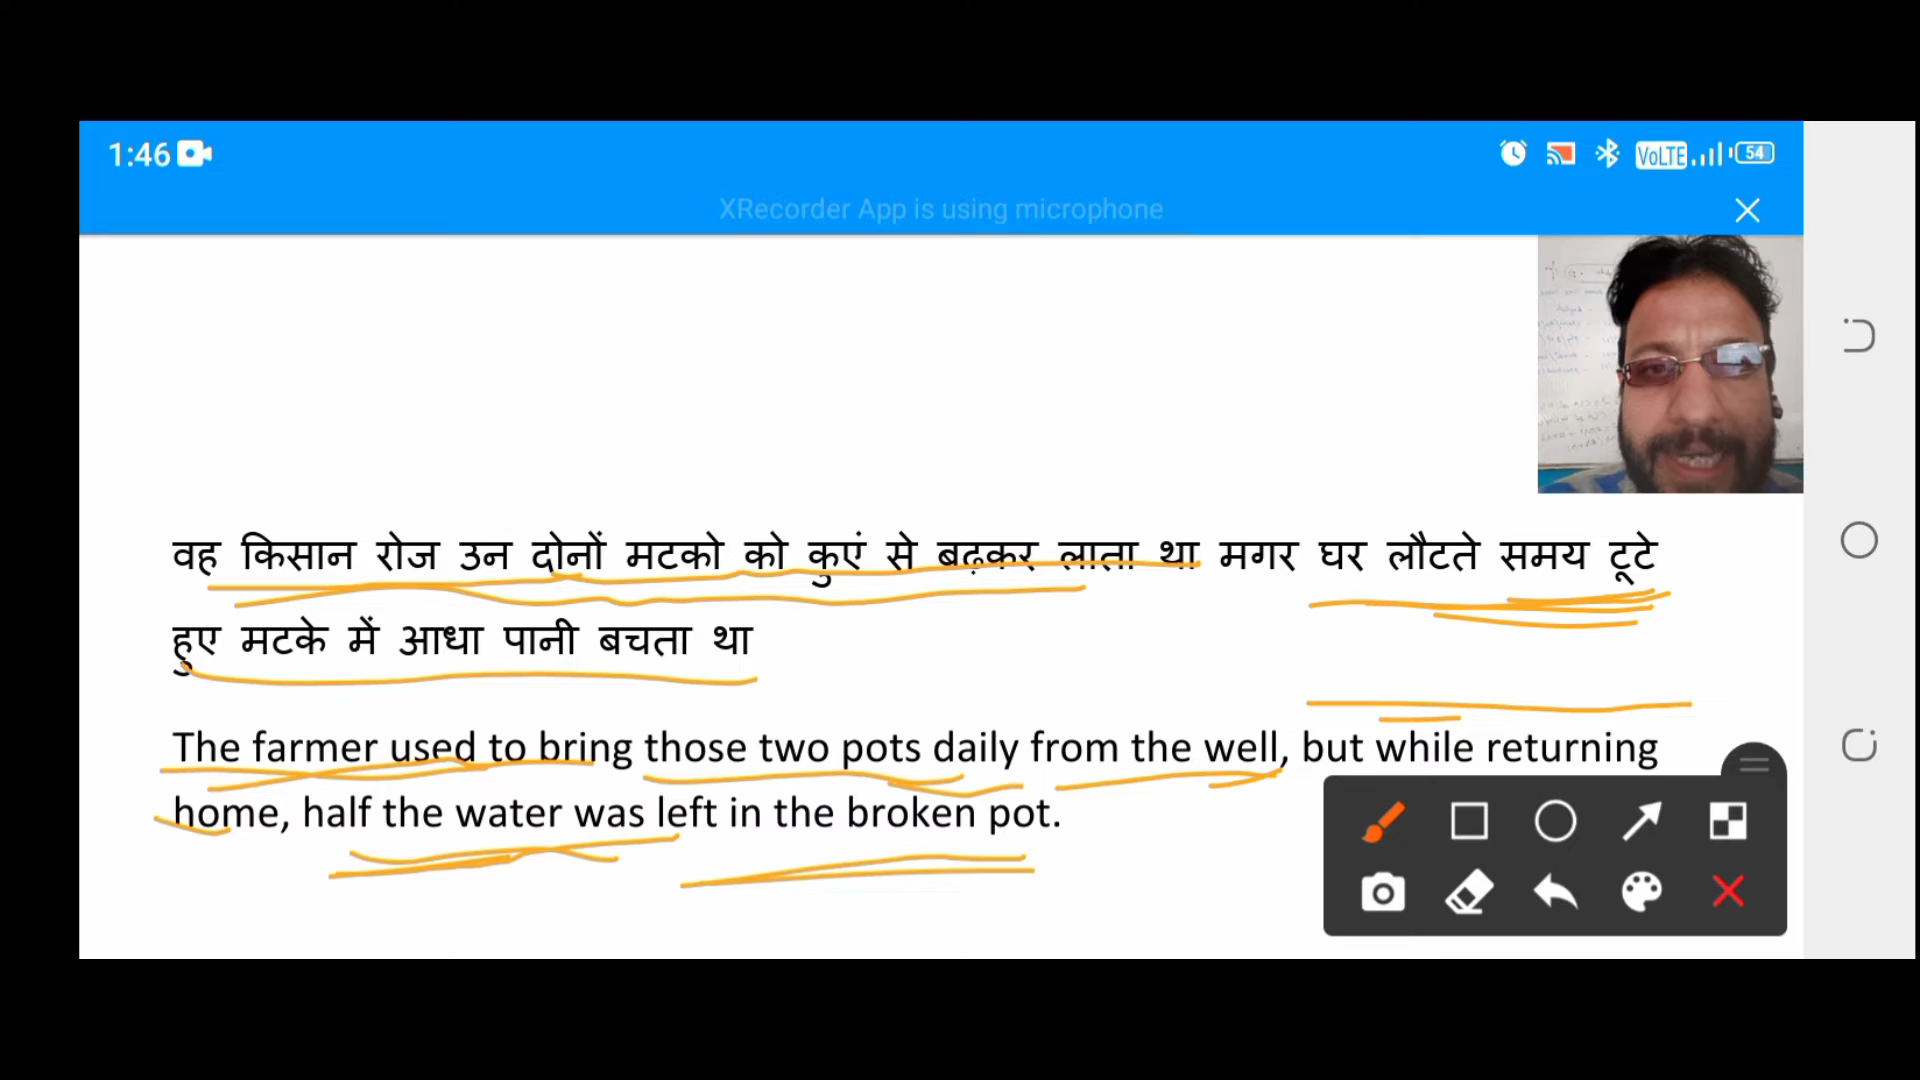 1:46
VoLTE
54
XRecorder App is using microphone
वह किसान रोज उन दोनों मटको को कुएं से बढ़कर लाता था मगर घर लौटते समय टूटे
हुए मटके में आधा पानी बचता था
The farmer used to bring those two pots daily from the well, but while returning
home, half the water was left in the broken pot.